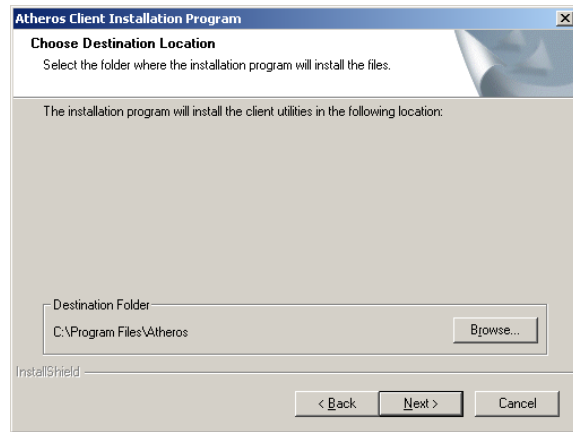 Atheros Client Installation Program
Choose Destination Location
Select the folder where the installation program will install the files.
The installation program will install the client utilities in the following location:
Destination Folder
C:\Program Files\Atheros
Browse...
InstallShield
< Back
Next >
Cancel